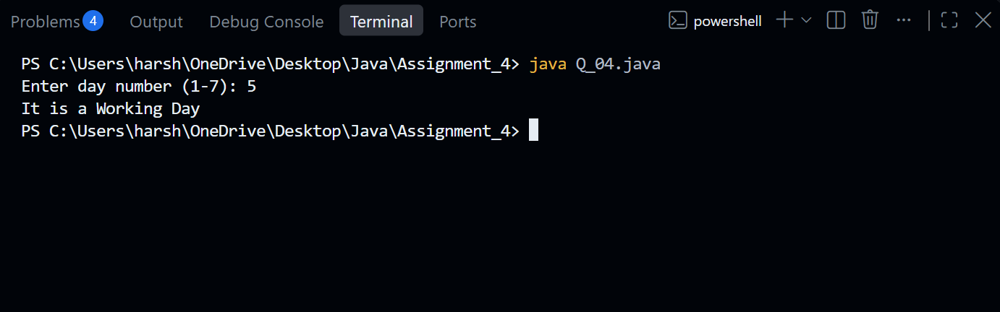 Problems 4 Output Debug Console Terminal Ports powershell
PS C:\Users\harsh\OneDrive\Desktop\Java\Assignment_4> java Q_04.java
Enter day number (1-7): 5
It is a Working Day
PS C:\Users\harsh\OneDrive\Desktop\Java\Assignment_4>